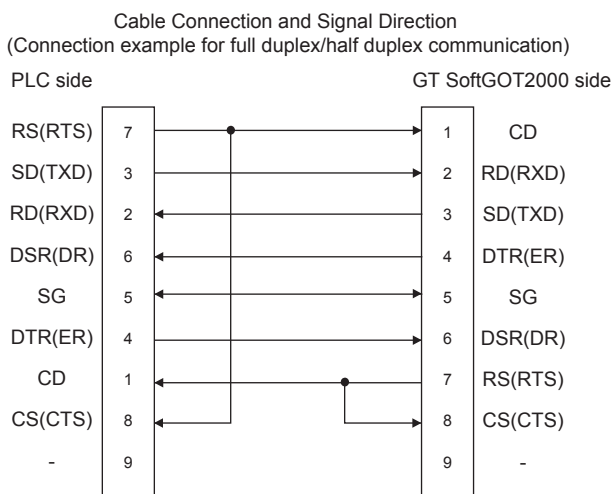 Cable Connection and Signal Direction
(Connection example for full duplex/half duplex communication)
PLC side GT SoftGOT2000 side
RS(RTS) 7 1 CD
SD(TXD) 3 2 RD(RXD)
RD(RXD) 2 3 SD(TXD)
DSR(DR) 6 4 DTR(ER)
SG 5 5 SG
DTR(ER) 4 6 DSR(DR)
CD 1 7 RS(RTS)
CS(CTS) 8 8 CS(CTS)
- 9 9 -